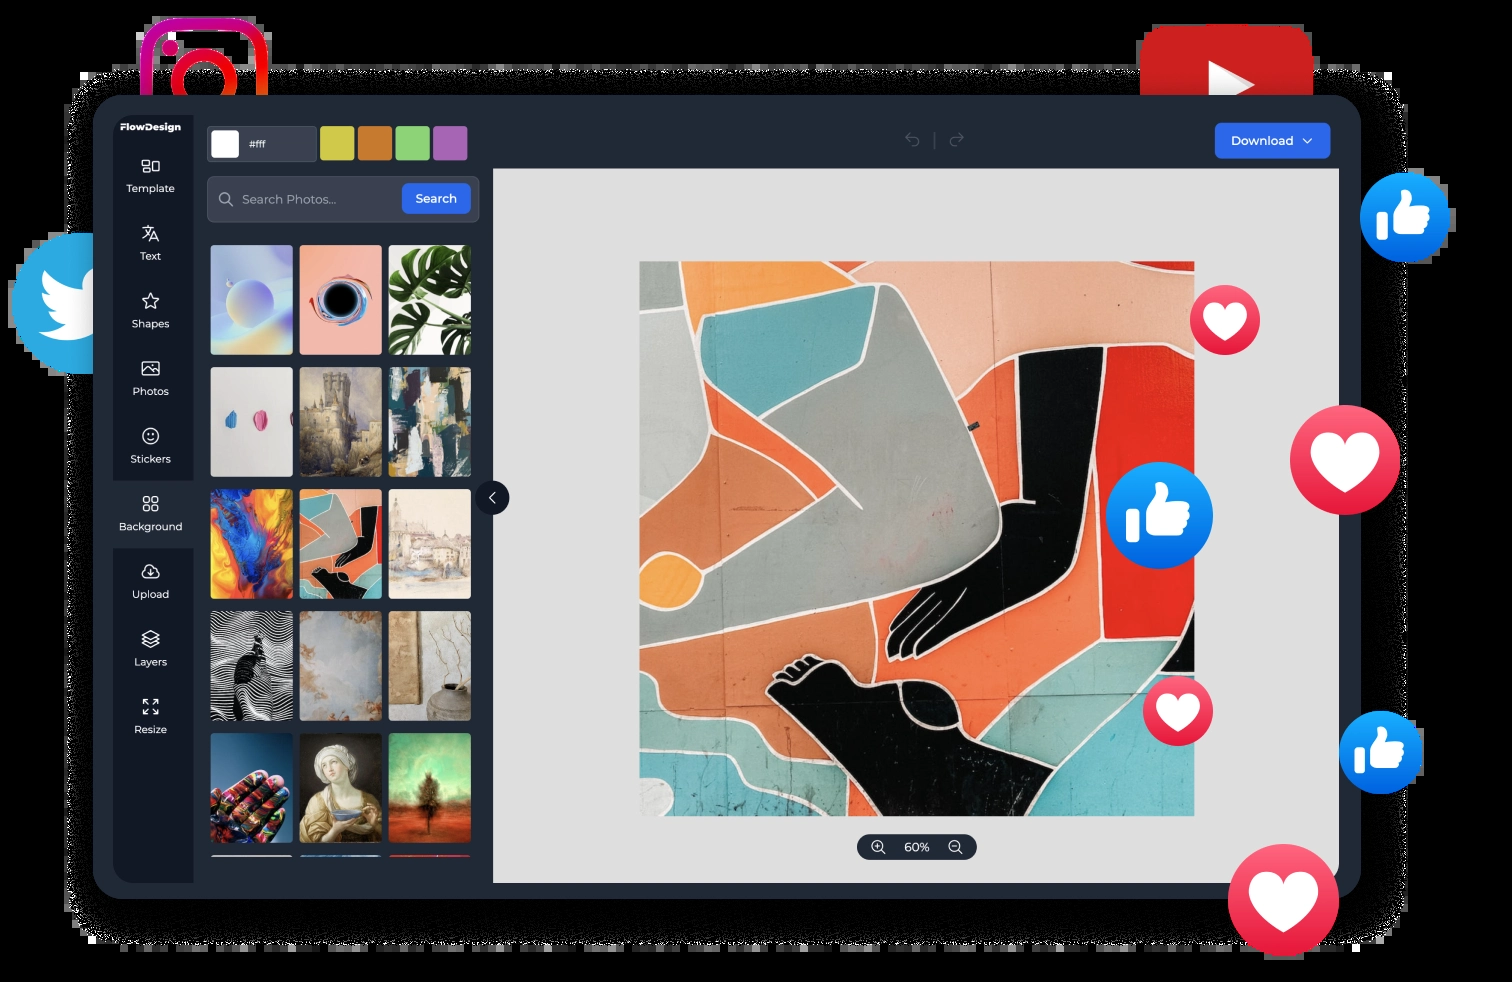 FlowDesign
Template
Text
Shapes
Photos
Stickers
Background
Upload
Layers
Resize
#fff
Search Photos...
Search
Download
60%